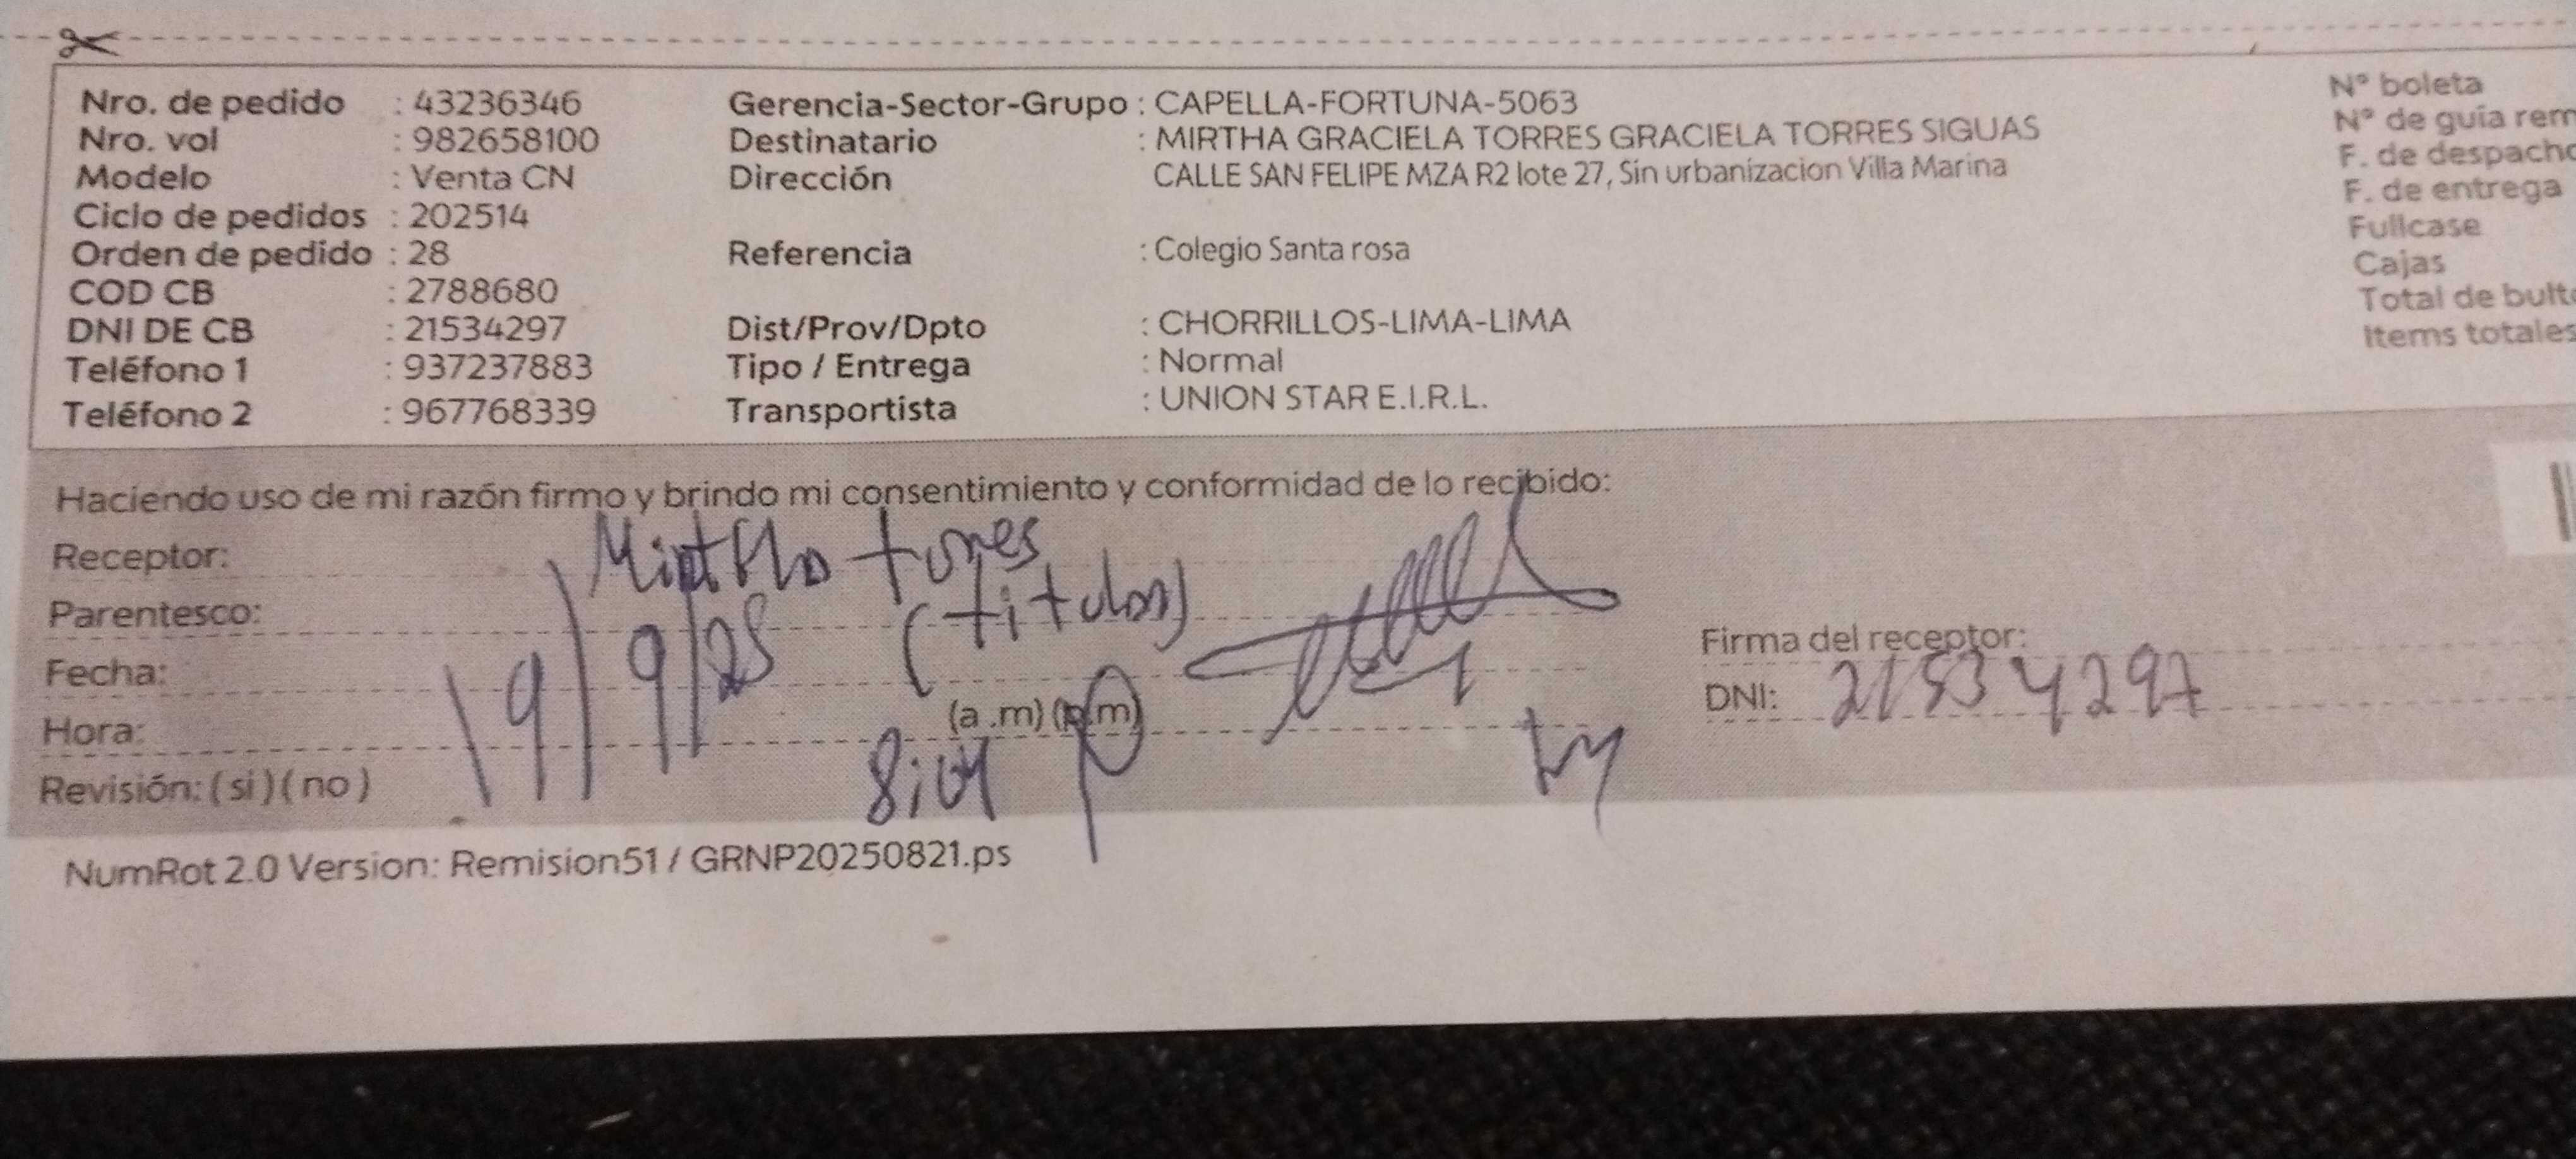 Nro. de pedido : 43236346 Gerencia-Sector-Grupo : CAPELLA-FORTUNA-5063 N° boleta
Nro. vol : 982658100 Destinatario : MIRTHA GRACIELA TORRES GRACIELA TORRES SIGUAS N° de guía rem
Modelo : Venta CN Dirección CALLE SAN FELIPE MZA R2 lote 27, Sin urbanizacion Villa Marina F. de despacho
Ciclo de pedidos : 202514 F. de entrega
Orden de pedido : 28 Referencia : Colegio Santa rosa Fullcase
COD CB : 2788680 Cajas
DNI DE CB : 21534297 Dist/Prov/Dpto : CHORRILLOS-LIMA-LIMA Total de bulto
Teléfono 1 : 937237883 Tipo / Entrega : Normal Items totales
Teléfono 2 : 967768339 Transportista : UNION STAR E.I.R.L.
Haciendo uso de mi razón firmo y brindo mi consentimiento y conformidad de lo recibido:
Receptor: Mirtha torres
Parentesco: (titular)
Fecha: 19/9/25 Firma del receptor:
Hora: (a .m) (p.m) DNI: 21534297
Revisión: ( si ) ( no )
NumRot 2.0 Version: Remision51 / GRNP20250821.ps